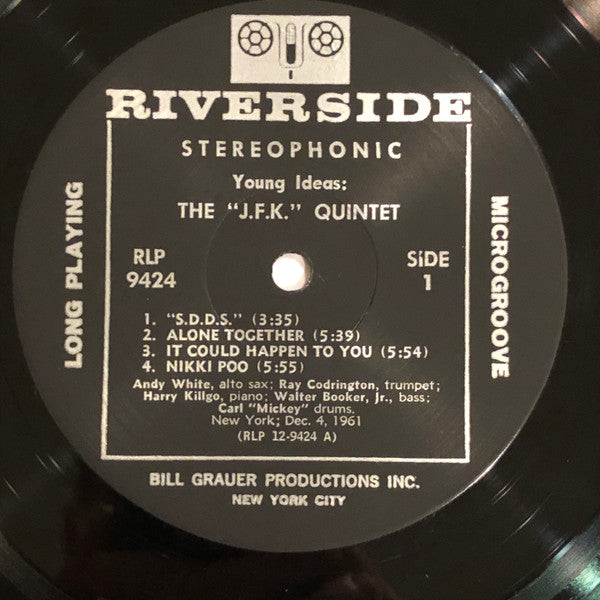 RIVERSIDE
STEREOPHONIC
Young Ideas:
THE "J.F.K." QUINTET
RLP
9424
SiDE
1
LONG PLAYING
MICROGROOVE
1. "S.D.D.S." (3:35)
2. ALONE TOGETHER (5:39)
3. IT COULD HAPPEN TO YOU (5:54)
4. NIKKI POO (5:55)
Andy White, alto sax; Ray Codrington, trumpet;
Harry Killgo, piano; Walter Booker, Jr., bass;
Carl "Mickey" drums.
New York; Dec. 4, 1961
(RLP 12-9424 A)
BILL GRAUER PRODUCTIONS INC.
NEW YORK CITY